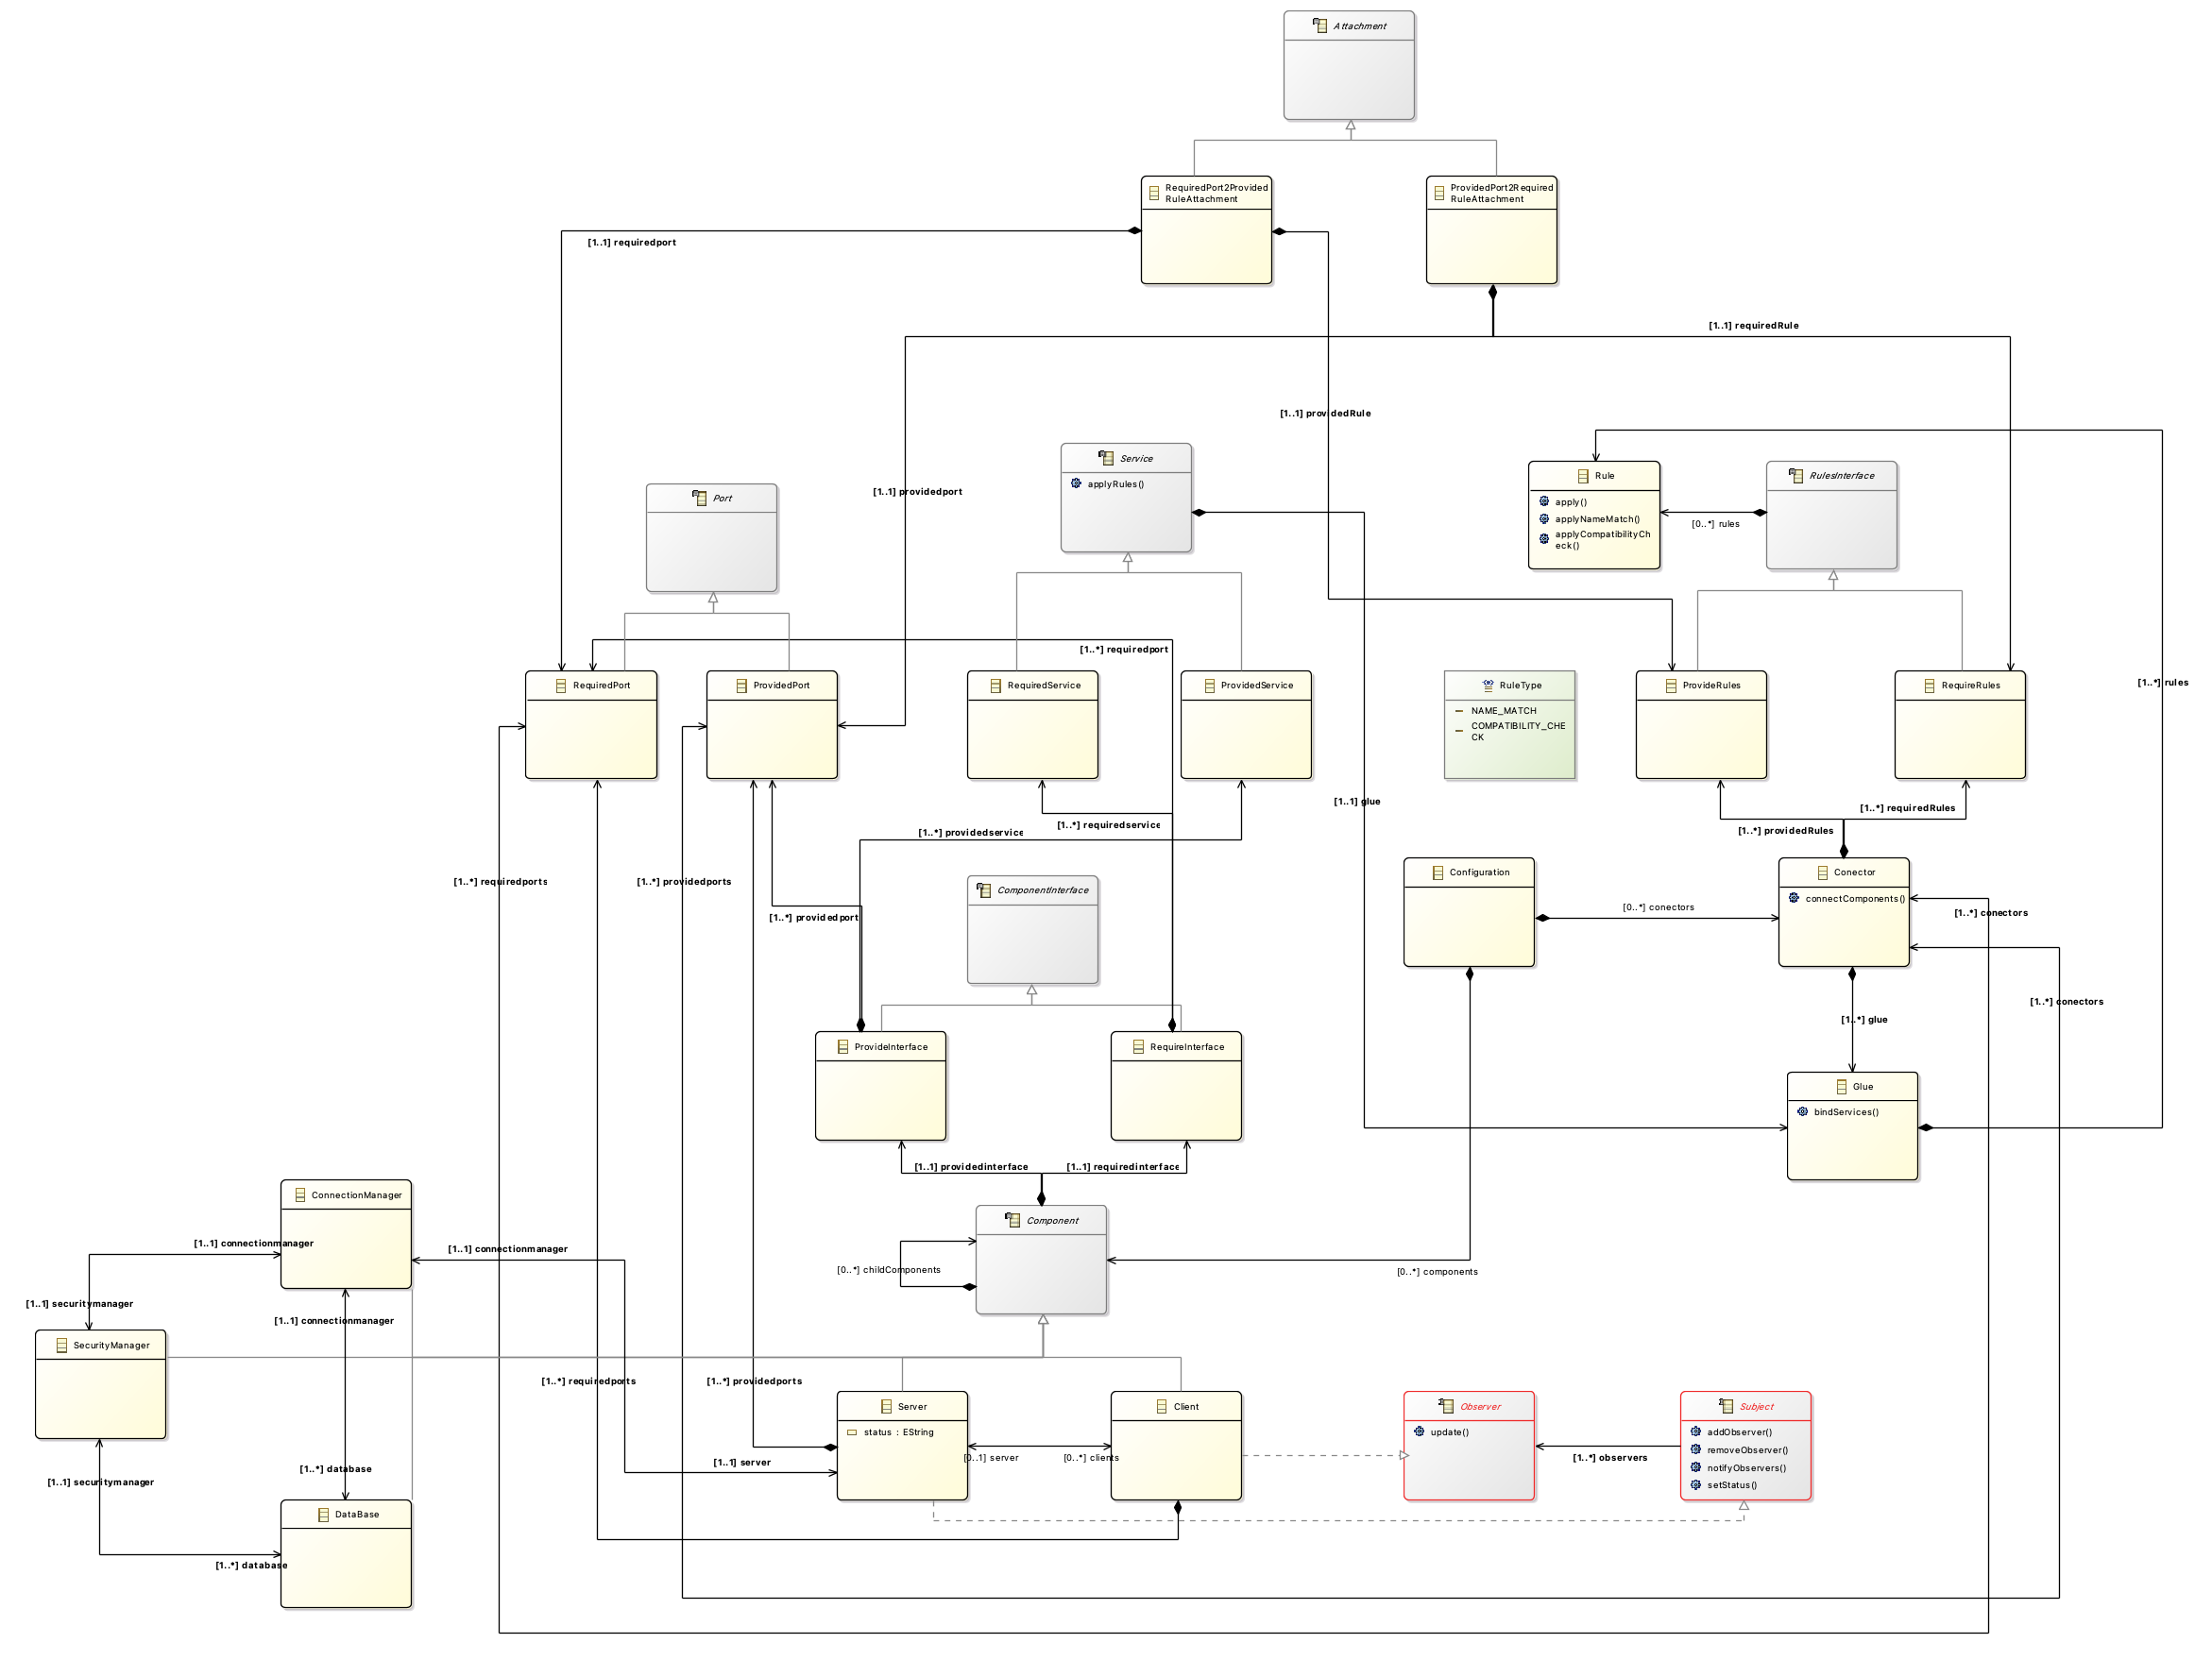 Attachment
RequiredPort2Provided
RuleAttachment
ProvidedPort2Required
RuleAttachment
[1..1] requiredport
[1..1] requiredRule
[1..1] providedRule
Service
applyRules()
Rule
apply()
applyNameMatch()
applyCompatibilityCh
eck()
RulesInterface
[0..*] rules
Port
[1..1] providedport
[1..*] requiredport
RequiredPort
ProvidedPort
RequiredService
ProvidedService
RuleType
NAME_MATCH
COMPATIBILITY_CHE
CK
ProvideRules
RequireRules
[1..*] rules
[1..1] glue
[1..*] requiredRules
[1..*] requiredservice
[1..*] providedservice
[1..*] providedRules
[1..*] requiredports
[1..*] providedports
ComponentInterface
Configuration
Conector
connectComponents()
[0..*] conectors
[1..*] conectors
[1..*] providedport
[1..*] conectors
[1..*] glue
ProvideInterface
RequireInterface
Glue
bindServices()
[1..1] providedinterface
[1..1] requiredinterface
ConnectionManager
Component
[1..1] connectionmanager
[1..1] connectionmanager
[0..*] childComponents
[0..*] components
[1..1] securitymanager
[1..1] connectionmanager
SecurityManager
[1..*] requiredports
[1..*] providedports
Server
status : EString
Client
Observer
update()
Subject
addObserver()
removeObserver()
notifyObservers()
setStatus()
[0..1] server
[0..*] clients
[1..*] observers
[1..1] server
[1..*] database
[1..1] securitymanager
DataBase
[1..*] database